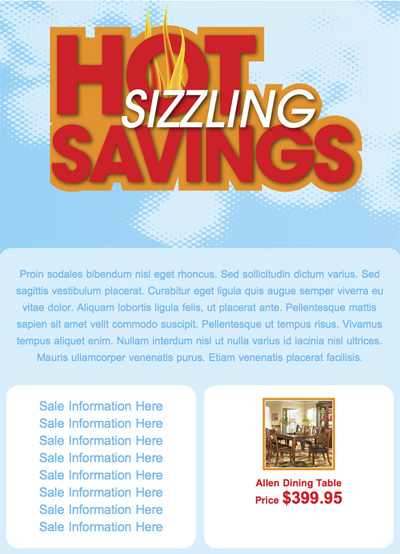 HOT
SIZZLING
SAVINGS
Proin sodales bibendum nisl eget rhoncus. Sed sollicitudin dictum varius. Sed
sagittis vestibulum placerat. Curabitur eget ligula quis augue semper viverra eu
vitae dolor. Aliquam lobortis ligula felis, ut placerat ante. Pellentesque mattis
sapien sit amet velit commodo suscipit. Pellentesque ut tempus risus. Vivamus
tempus aliquet enim. Nullam interdum nisl ut nulla varius id lacinia nisl ultrices.
Mauris ullamcorper venenatis purus. Etiam venenatis placerat facilisis.
Sale Information Here
Sale Information Here
Sale Information Here
Sale Information Here
Sale Information Here
Sale Information Here
Sale Information Here
Sale Information Here
Allen Dining Table
Price $399.95